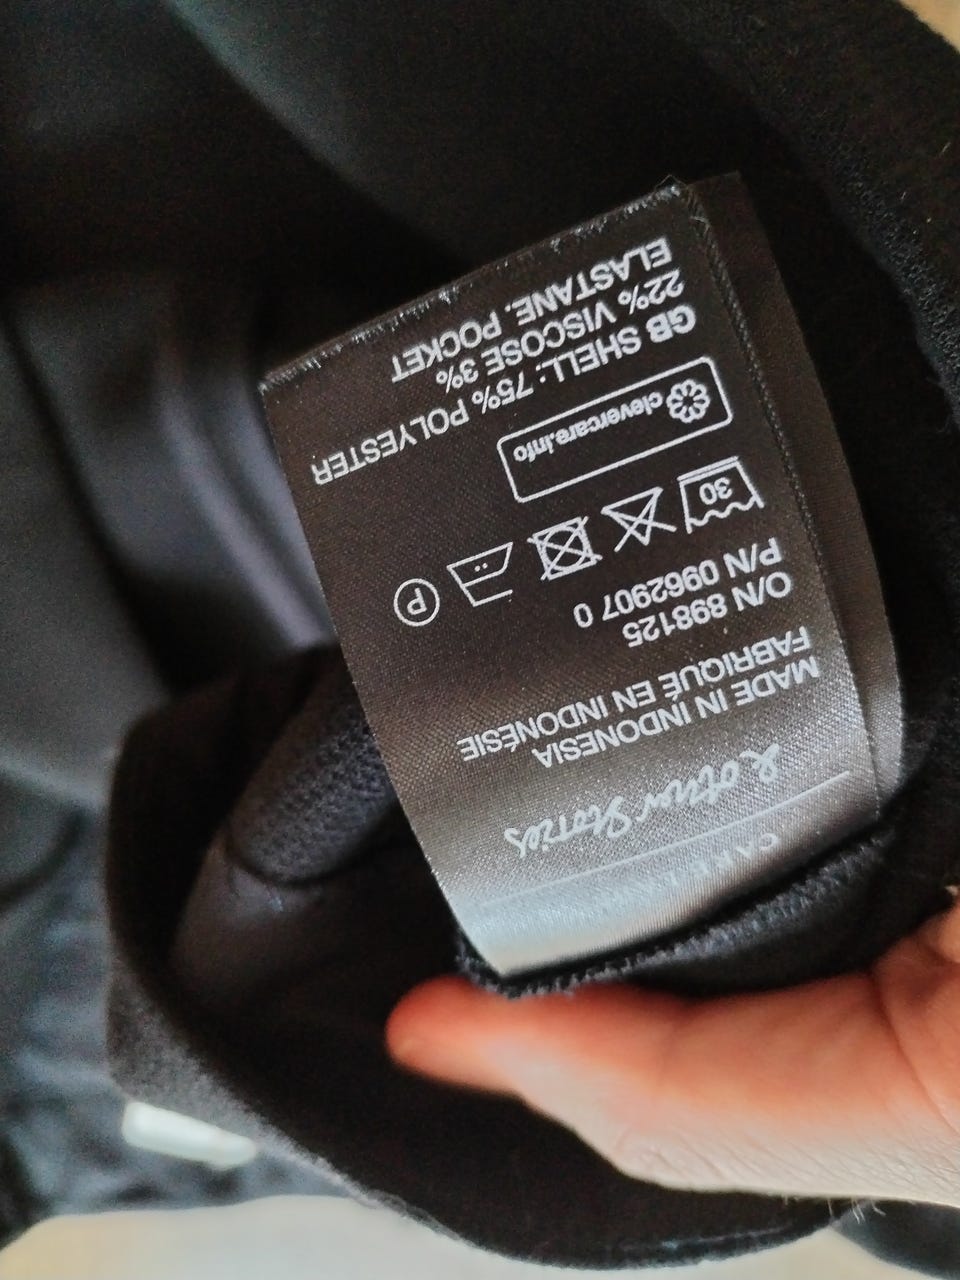 & Other Stories
MADE IN INDONESIA
FABRIQUÉ EN INDONÉSIE
O/N 898125
P/N 0962907 0
30
P
clevercare.info
GB SHELL: 75% POLYESTER
22% VISCOSE 3%
ELASTANE. POCKET